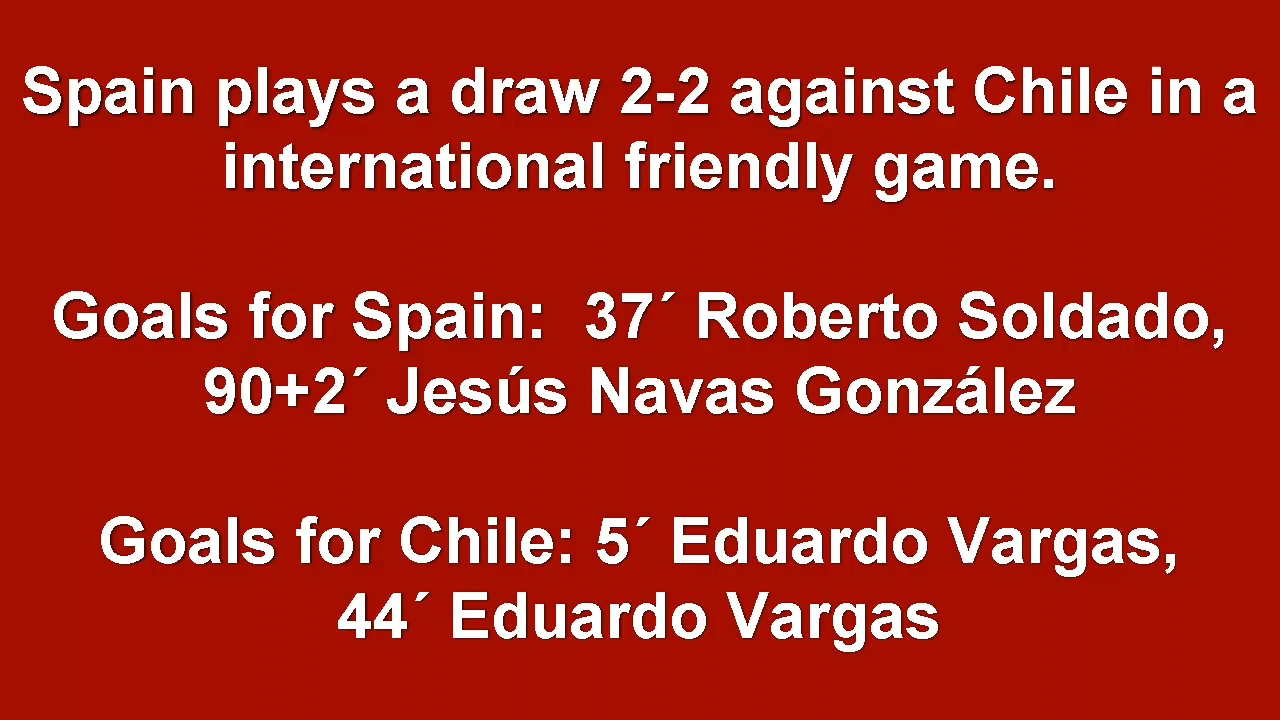 Spain plays a draw 2-2 against Chile in a
international friendly game.
Goals for Spain:  37´ Roberto Soldado,
90+2´ Jesús Navas González
Goals for Chile: 5´ Eduardo Vargas,
44´ Eduardo Vargas